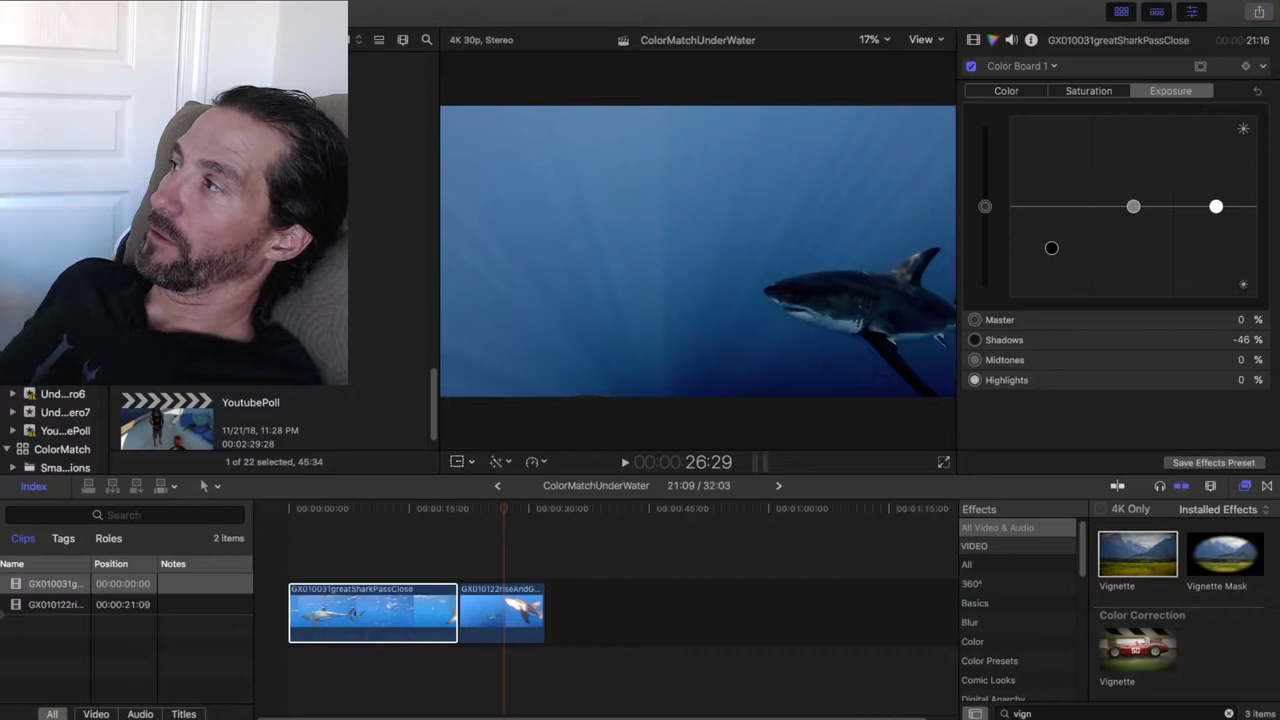 4K 30p, Stereo
ColorMatchUnderWater
17%
View
GX010031greatSharkPassClose
00:00:21:16
Color Board 1
Color
Saturation
Exposure
Master
0 %
Shadows
-46 %
Midtones
0 %
Highlights
0 %
Save Effects Preset
Und...ro6
Und...ero7
You...ePoll
ColorMatch
Sma...ions
YoutubePoll
11/21/18, 11:28 PM
00:02:29:28
1 of 22 selected, 45:34
00:00:26:29
Index
ColorMatchUnderWater
21:09 / 32:03
Search
Clips
Tags
Roles
2 items
Name
Position
Notes
GX010031g...
00:00:00:00
GX010122ri...
00:00:21:09
All
Video
Audio
Titles
00:00:00:00
00:00:15:00
00:00:30:00
00:00:45:00
00:01:00:00
00:01:15:00
GX010031greatSharkPassClose
GX010122riseAndG...
Effects
4K Only
Installed Effects
All Video & Audio
VIDEO
All
360°
Basics
Blur
Color
Color Presets
Comic Looks
Digital Anarchy
Vignette
Vignette Mask
Color Correction
50
Vignette
vign
3 items